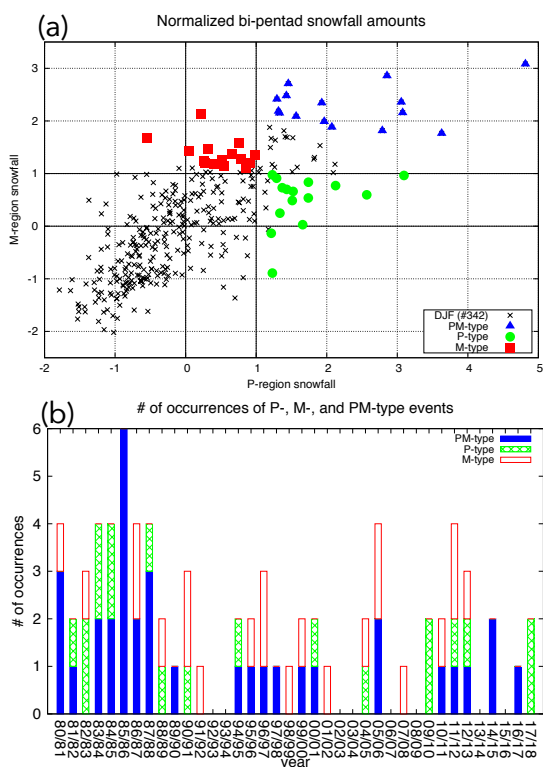 (a)
Normalized bi-pentad snowfall amounts
M-region snowfall
3
2
1
0
-1
-2
-2 -1 0 1 2 3 4 5
P-region snowfall
DJF (#342)
PM-type
P-type
M-type
(b)
# of occurrences of P-, M-, and PM-type events
# of occurrences
6
5
4
3
2
1
0
PM-type
P-type
M-type
80/81 81/82 82/83 83/84 84/85 85/86 86/87 87/88 88/89 89/90 90/91 91/92 92/93 93/94 94/95 95/96 96/97 97/98 98/99 99/00 00/01 01/02 02/03 03/04 04/05 05/06 06/07 07/08 08/09 09/10 10/11 11/12 12/13 13/14 14/15 15/16 16/17 17/18
year